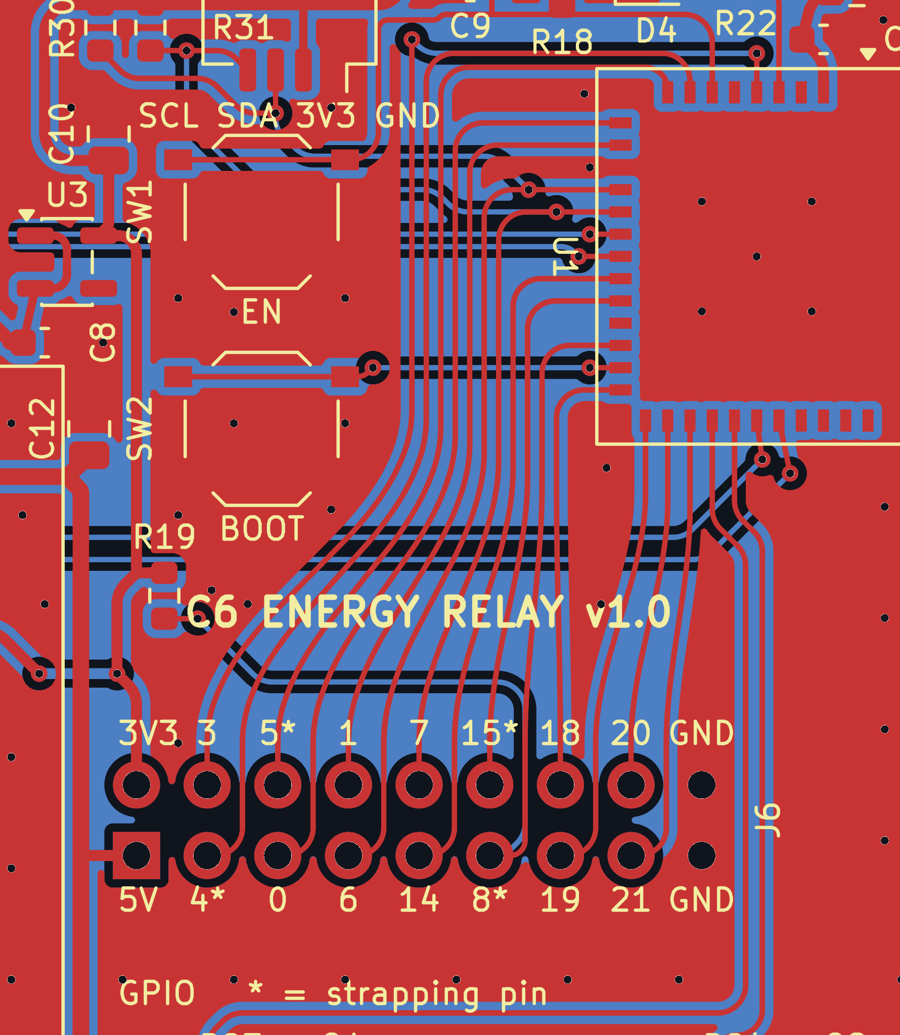 R30
R31
C9
R18
D4
R22
SCL SDA 3V3 GND
C10
U3
SW1
U1
EN
C8
C12
SW2
BOOT
R19
C6 ENERGY RELAY v1.0
3V3 3 5* 1 7 15* 18 20 GND
J6
5V 4* 0 6 14 8* 19 21 GND
GPIO * = strapping pin